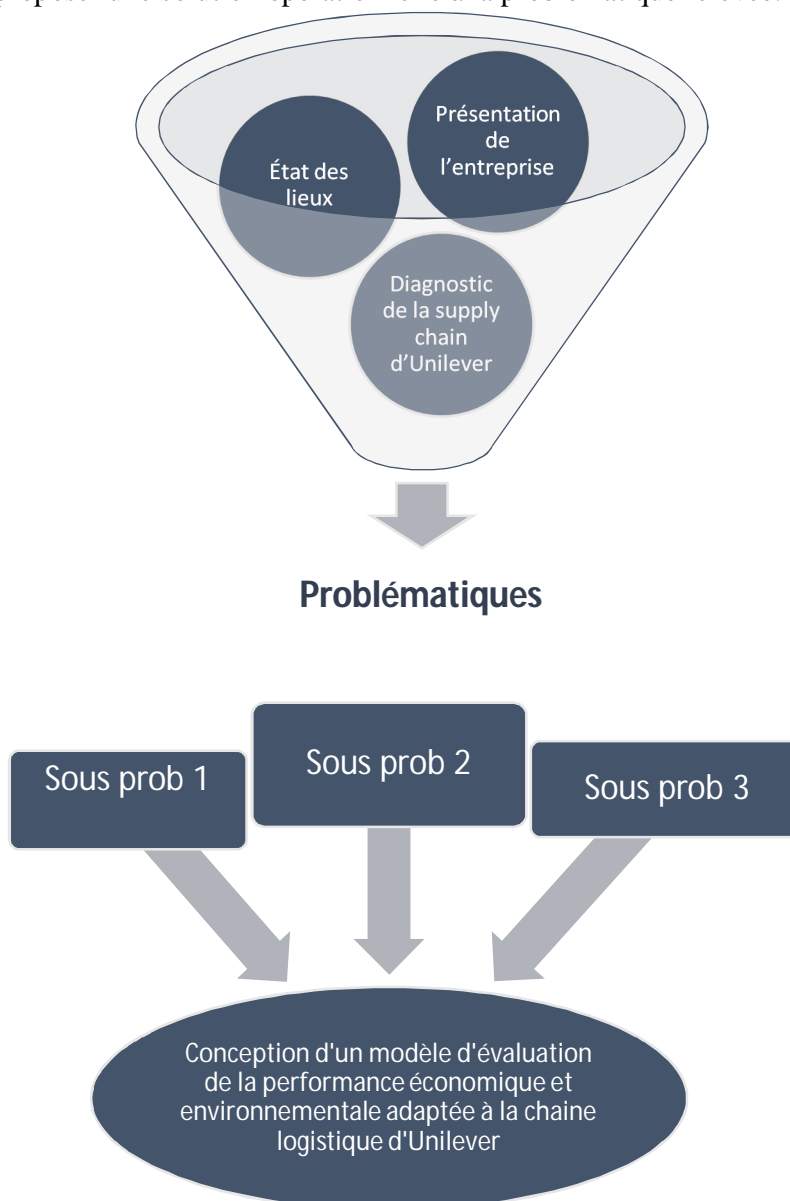 Présentation
de
l'entreprise
État des
lieux
Diagnostic
de la supply
chain
d'Unilever
Problématiques
Sous prob 1
Sous prob 2
Sous prob 3
Conception d'un modèle d'évaluation
de la performance économique et
environnementale adaptée à la chaine
logistique d'Unilever